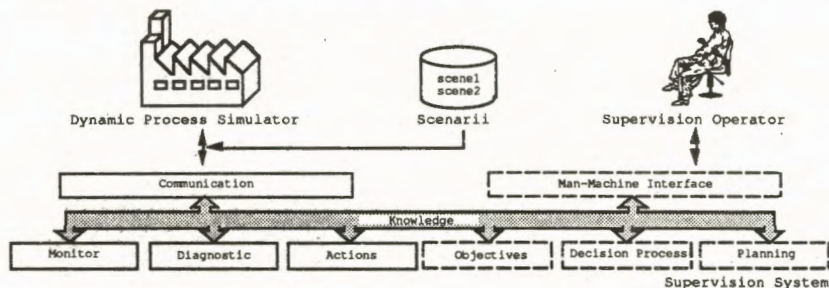 scene1
scene2
Dynamic Process Simulator
Scenarii
Supervision Operator
Communication
Man-Machine Interface
Knowledge
Monitor
Diagnostic
Actions
Objectives
Decision Process
Planning
Supervision System